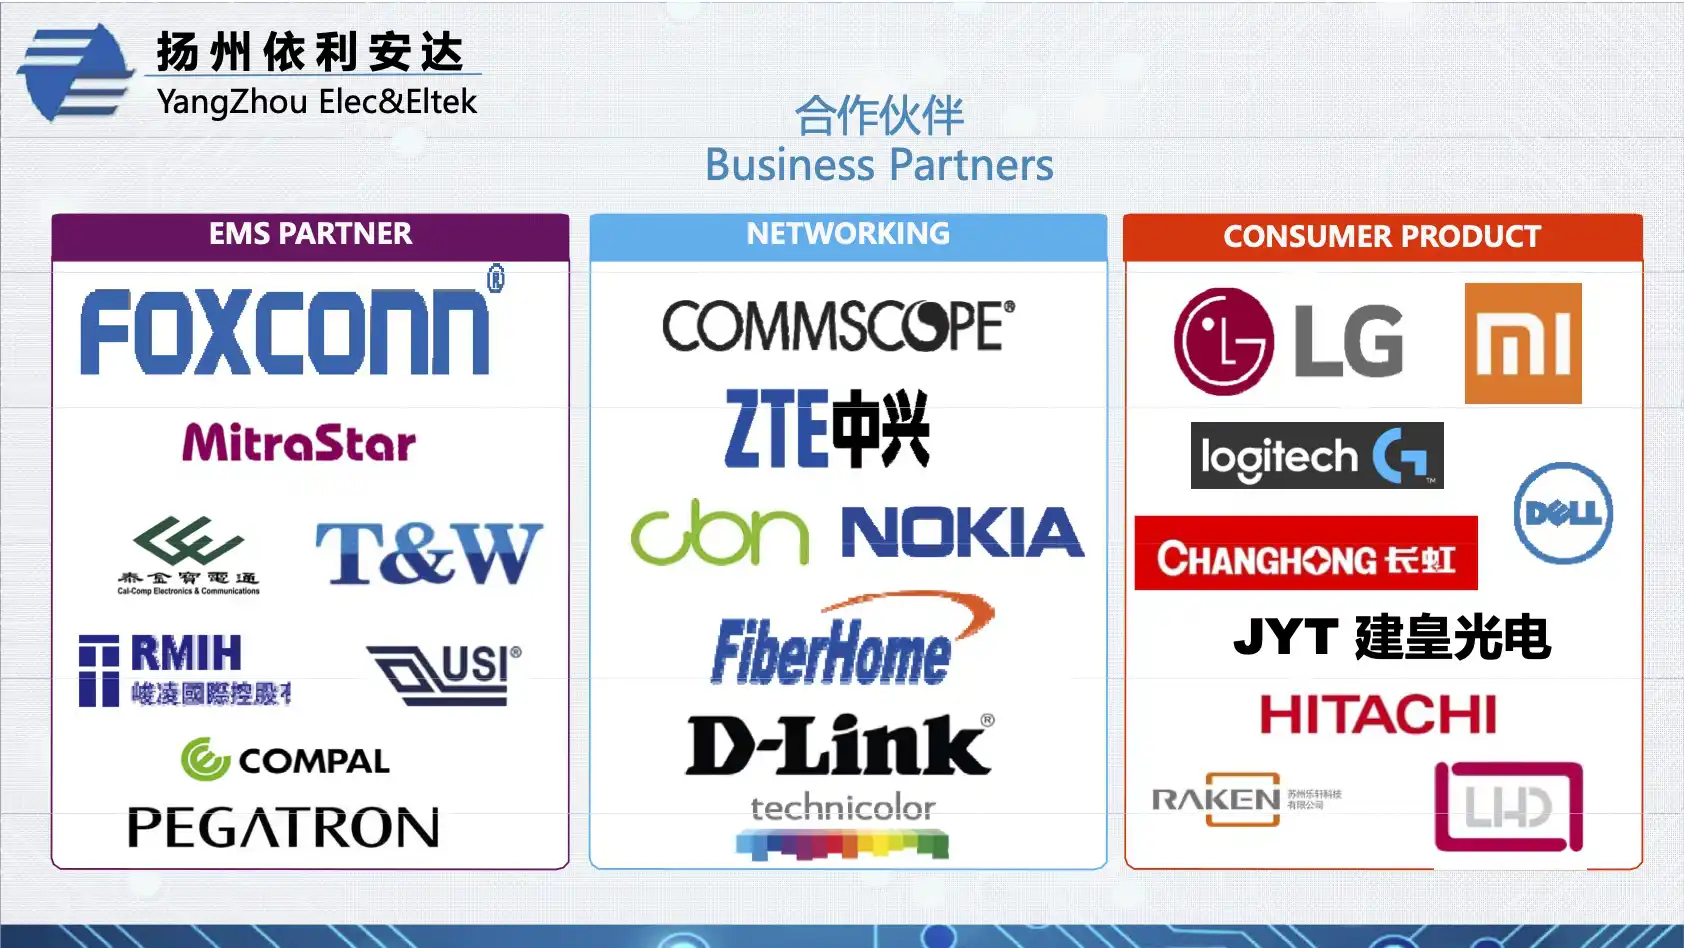 扬州依利安达
YangZhou Elec&Eltek
合作伙伴
Business Partners
EMS PARTNER
FOXCONN®
MitraStar
泰金寶電通
Cal-Comp Electronics & Communications
T&W
RMIH
峻凌國際控股有
USI®
COMPAL
PEGATRON
NETWORKING
COMMSCOPE®
ZTE中兴
cbn
NOKIA
FiberHome
D-Link®
technicolor
CONSUMER PRODUCT
LG
MI
logitech G™
DELL
CHANGHONG 长虹
JYT 建皇光电
HITACHI
RAKEN
苏州乐轩科技
有限公司
LHD